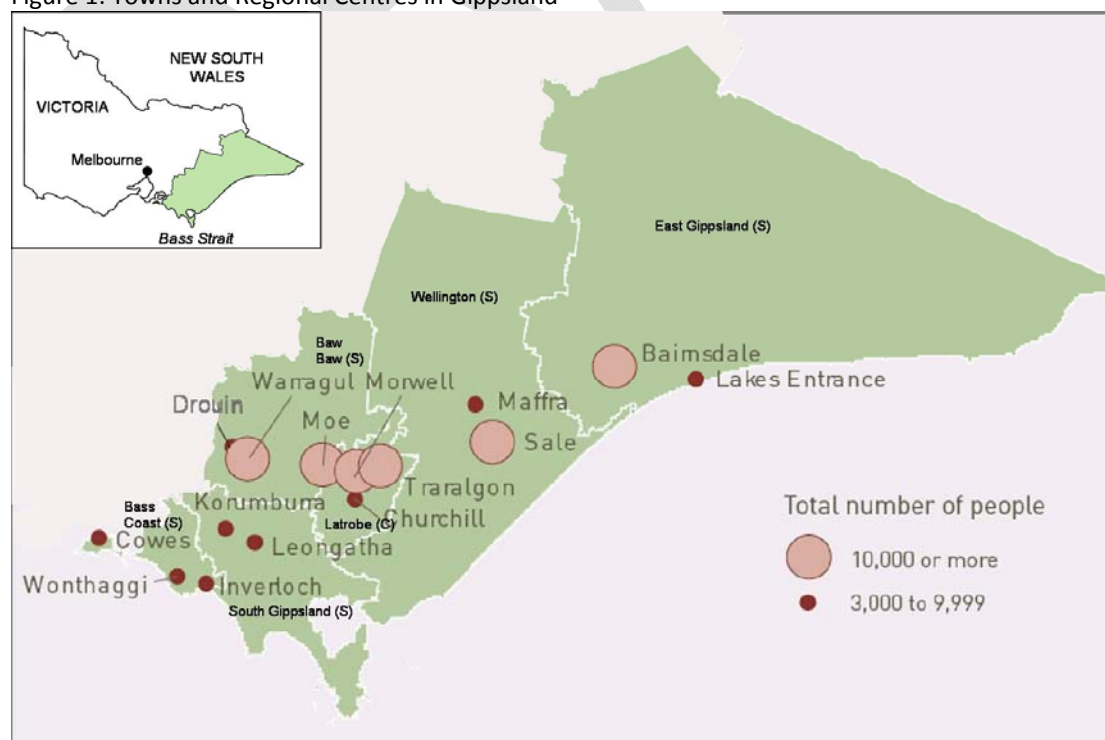 Figure 1: Towns and Regional Centres in Gippsland
NEW SOUTH
WALES
VICTORIA
Melbourne
Bass Strait
East Gippsland (S)
Wellington (S)
Baw
Baw (S)
Bairnsdale
Warragul
Morwell
Lakes Entrance
Drouin
Moe
Maffra
Sale
Traralgon
Korumburra
Churchill
Bass
Coast (S)
Latrobe (C)
Cowes
Leongatha
Wonthaggi
Inverloch
South Gippsland (S)
Total number of people
10,000 or more
3,000 to 9,999